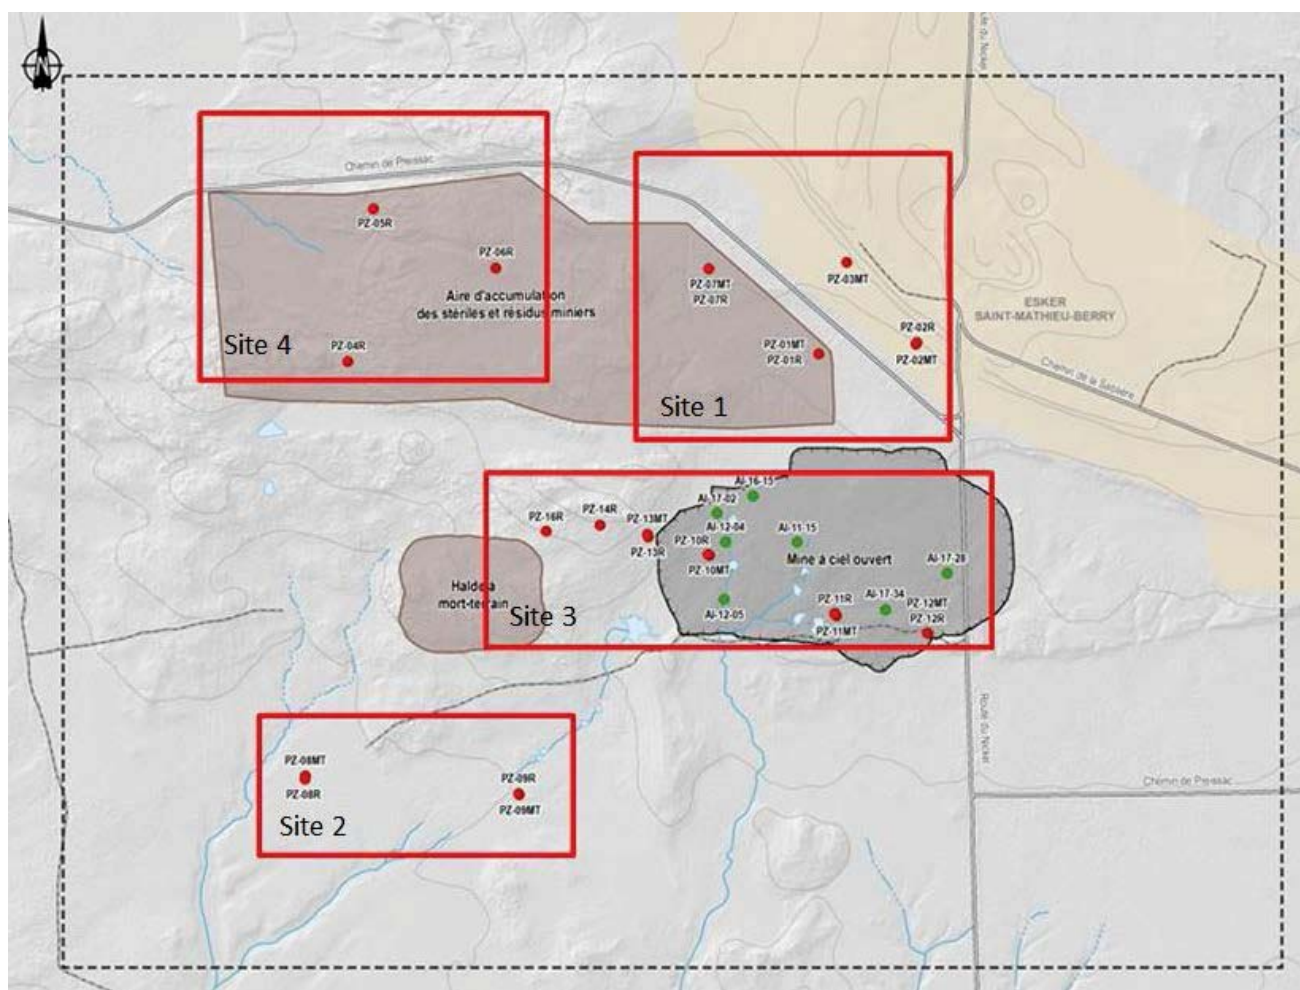 Route du Nickel
Chemin de Preissac
PZ-05R
PZ-06R
Aire d'accumulation
des stériles et résidus miniers
Site 4
PZ-04R
PZ-07MT
PZ-07R
PZ-03MT
PZ-01MT
PZ-01R
PZ-02R
PZ-02MT
Site 1
ESKER
SAINT-MATHIEU-BERRY
Chemin de la Sablière
PZ-16R
PZ-14R
PZ-13MT
PZ-13R
AI-17-02
AI-16-15
AI-12-04
AI-11-15
PZ-10R
PZ-10MT
Mine à ciel ouvert
AI-17-28
Halde à
mort-terrain
Site 3
AI-12-05
PZ-11R
PZ-11MT
AI-17-34
PZ-12MT
PZ-12R
Route du Nickel
Chemin de Preissac
PZ-08MT
PZ-08R
PZ-09R
PZ-09MT
Site 2